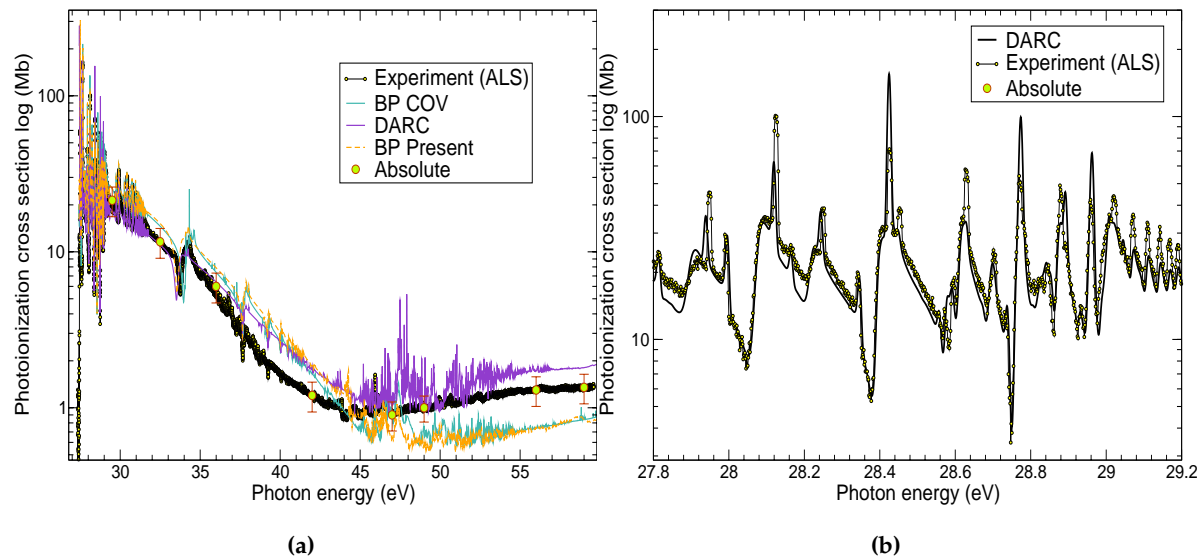 Photoionization cross section log (Mb)
100
10
1
30 35 40 45 50 55
Photon energy (eV)
Experiment (ALS)
BP COV
DARC
BP Present
Absolute
(a)
Photoionization cross section log (Mb)
100
10
27.8 28 28.2 28.4 28.6 28.8 29 29.2
Photon energy (eV)
DARC
Experiment (ALS)
Absolute
(b)